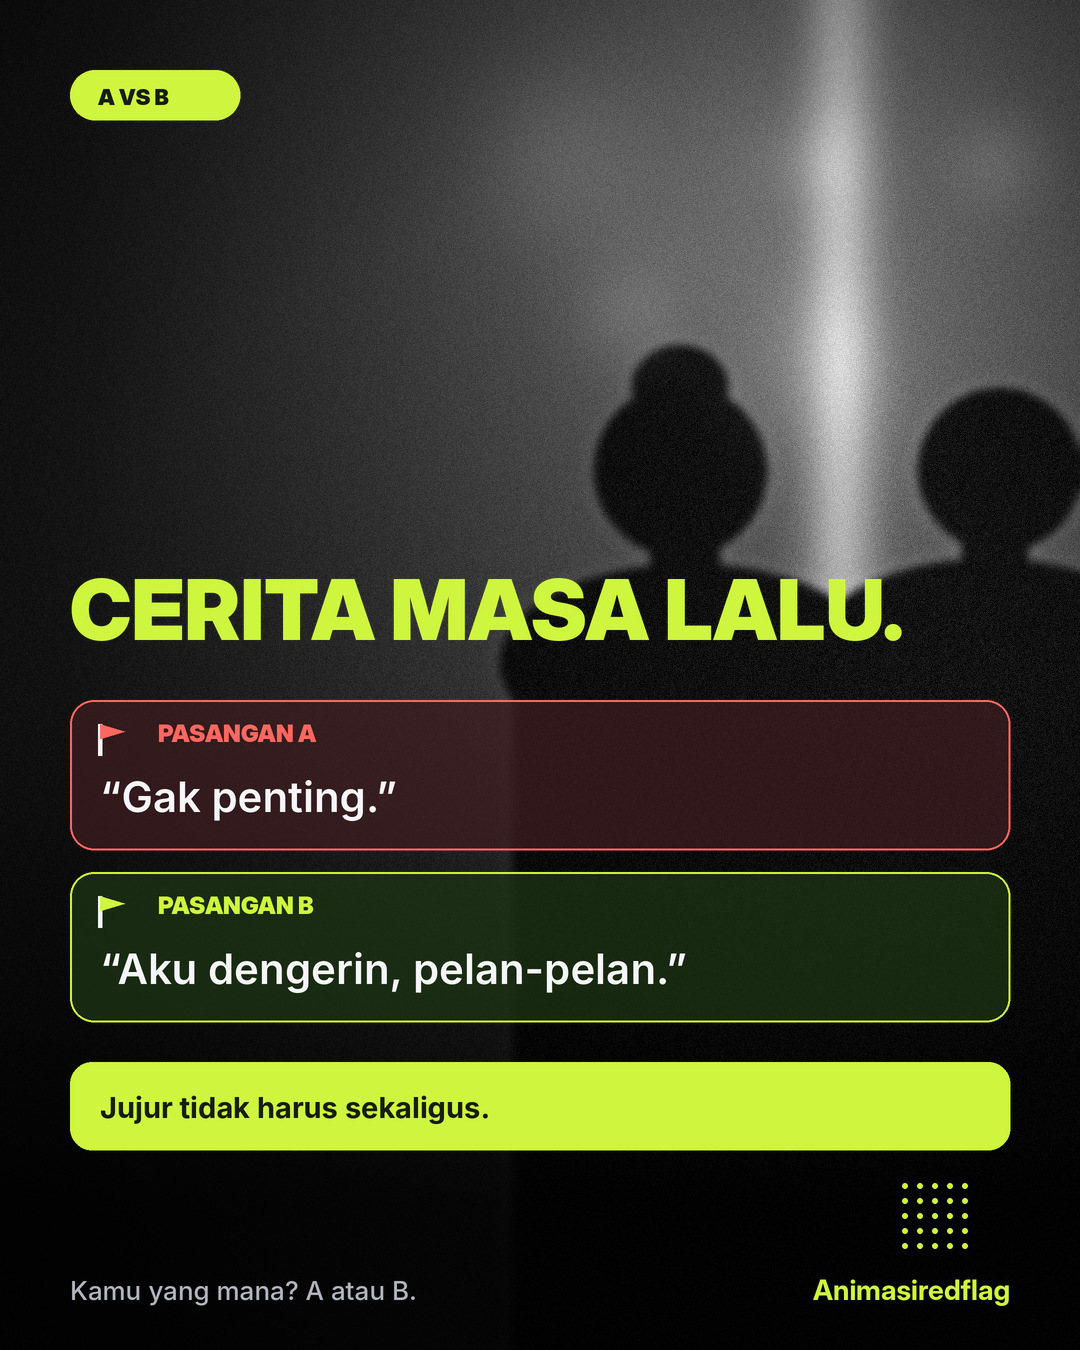 A VS B
CERITA MASA LALU.
PASANGAN A
“Gak penting.”
PASANGAN B
“Aku dengerin, pelan-pelan.”
Jujur tidak harus sekaligus.
Kamu yang mana? A atau B.
Animasiredflag